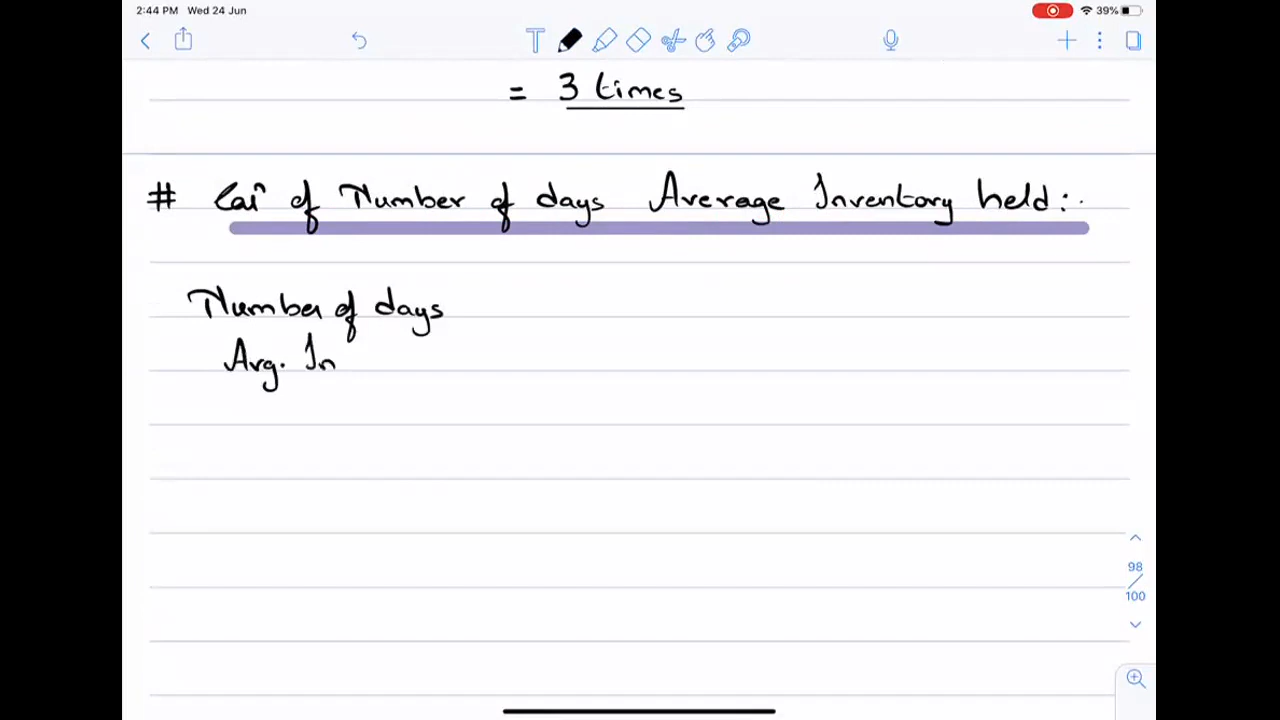 2:44 PM Wed 24 Jun
39%
T
= 3 times
# Calⁿ of Number of days Average Inventory held :-
Number of days
Avg. In
98
100